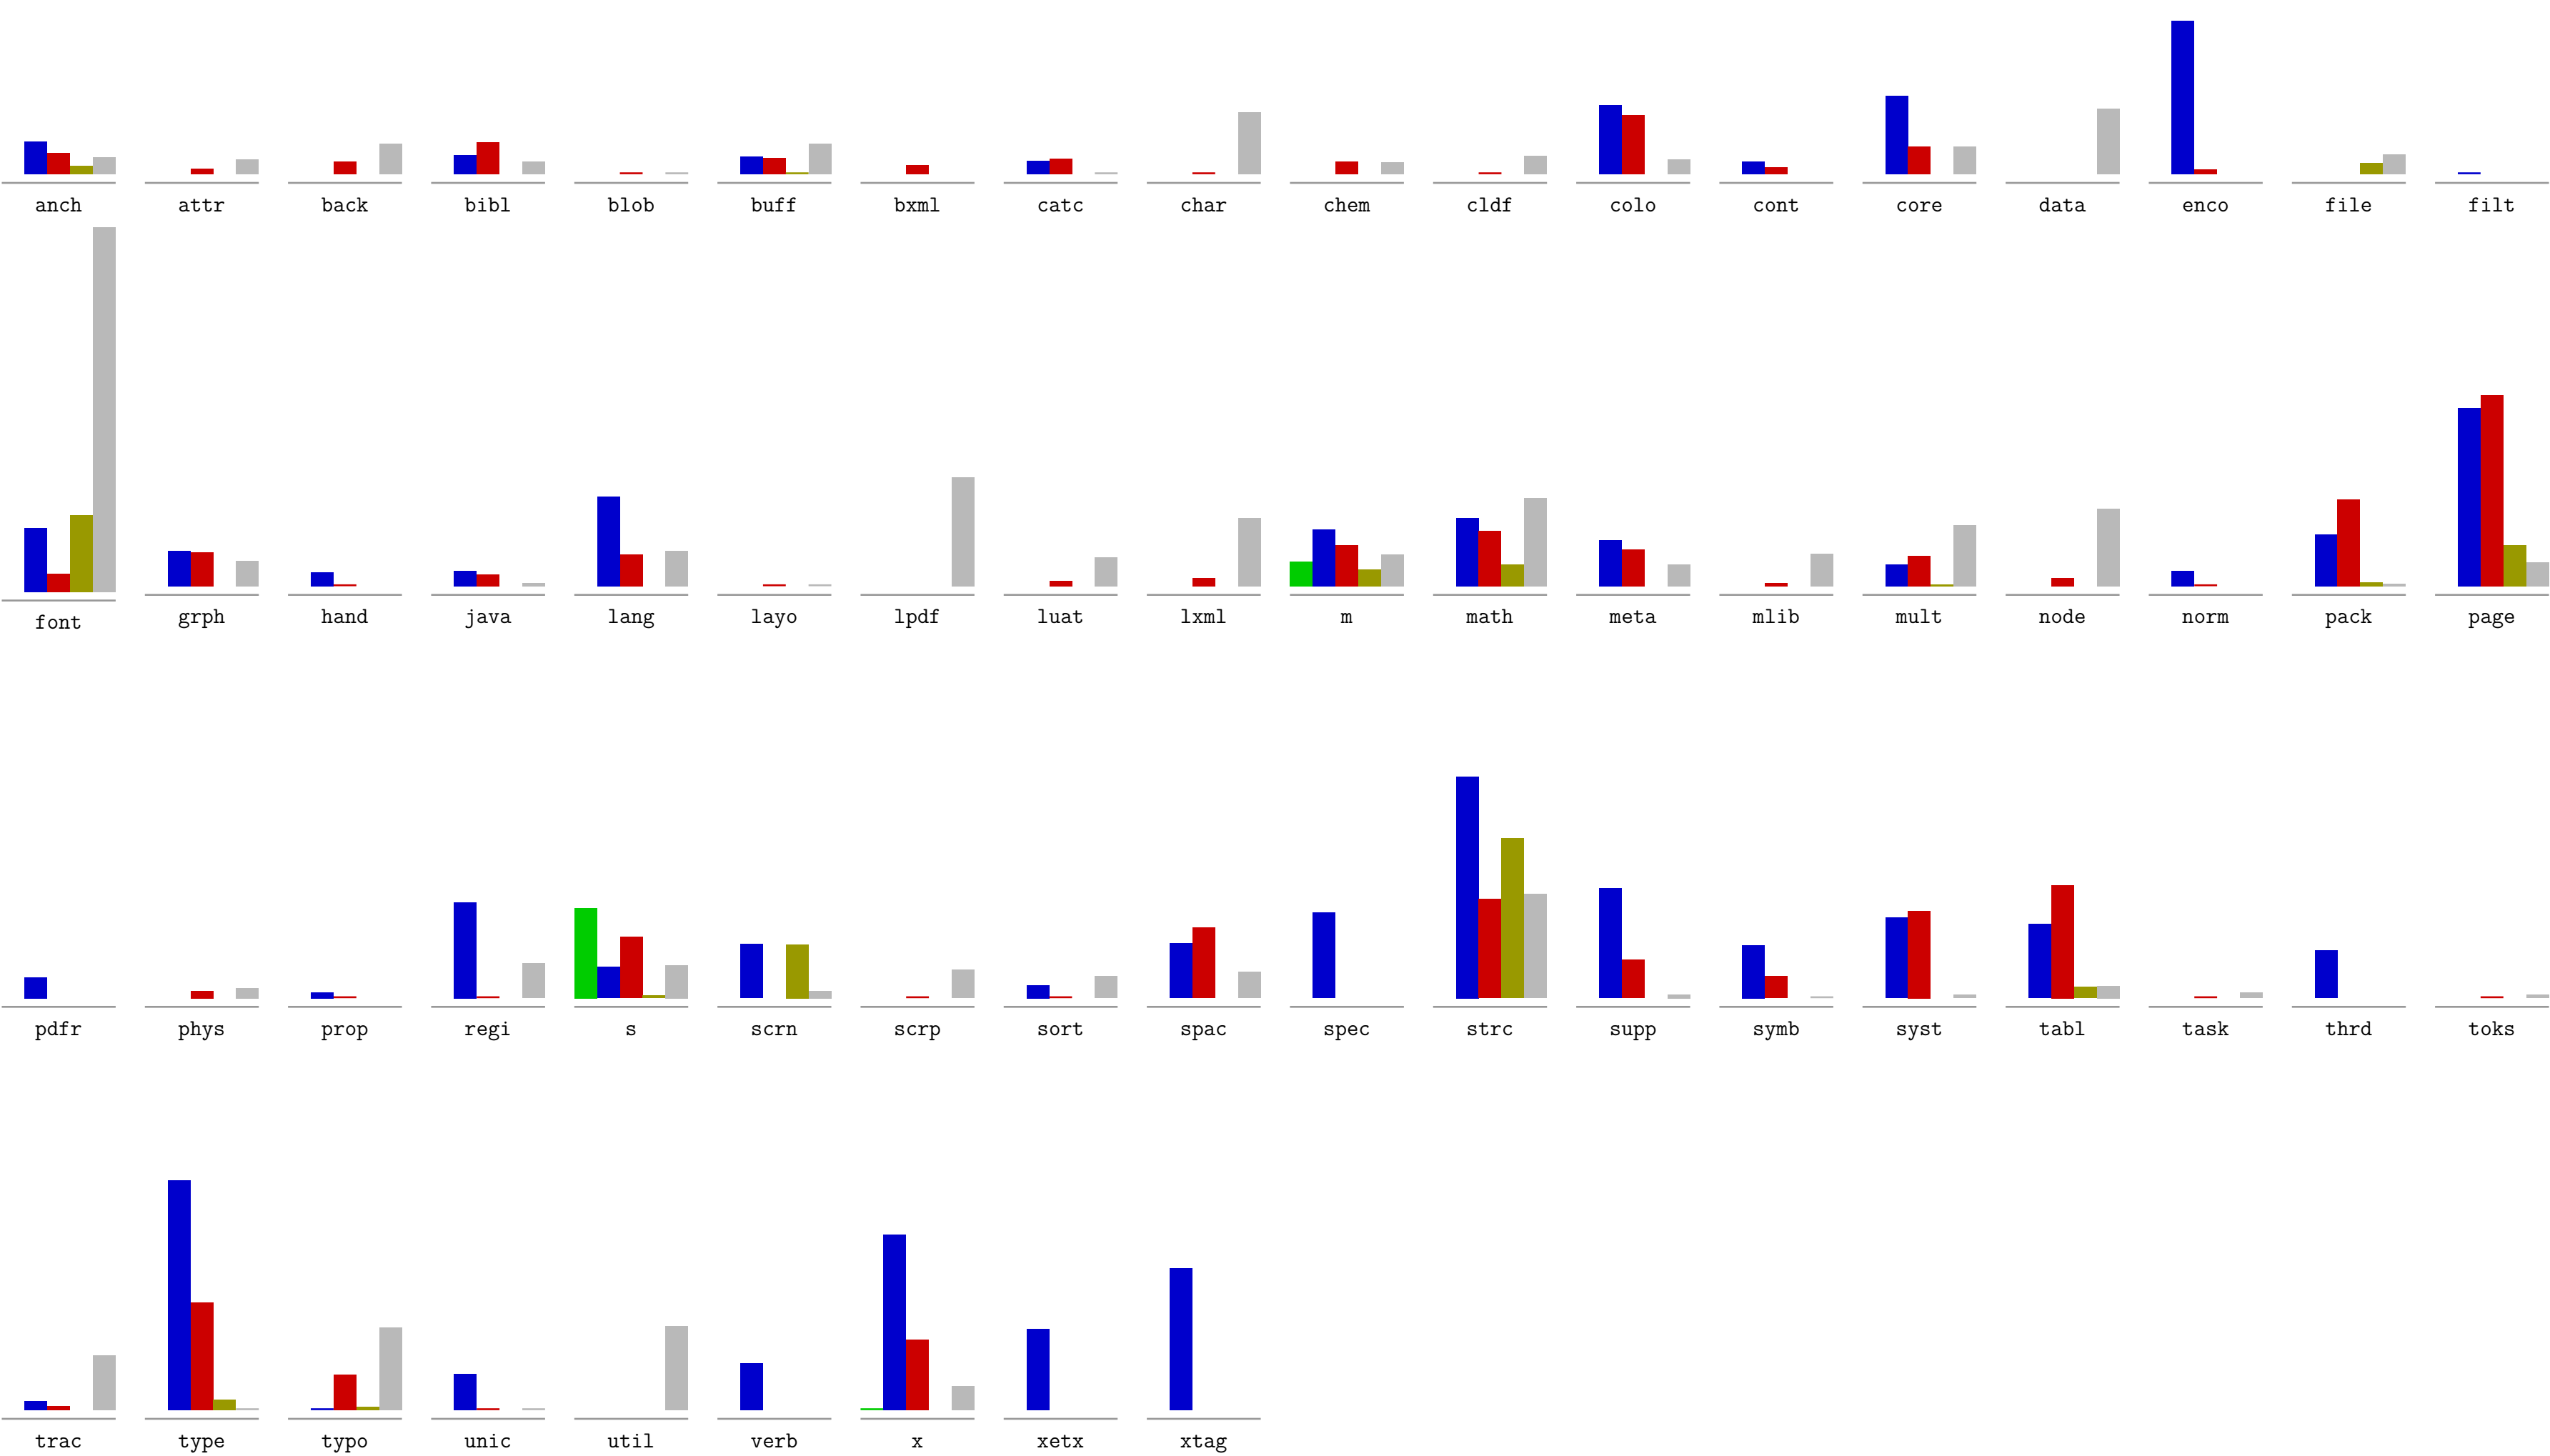 anch attr back bibl blob buff bxml catc char chem cldf colo cont core data enco file filt
font grph hand java lang layo lpdf luat lxml m math meta mlib mult node norm pack page
pdfr phys prop regi s scrn scrp sort spac spec strc supp symb syst tabl task thrd toks
trac type typo unic util verb x xetx xtag